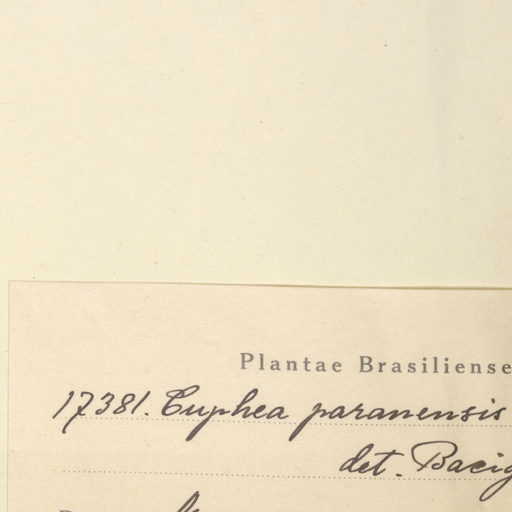 Plantae Brasiliense
17381. Cuphea paranensis
det. Bacig